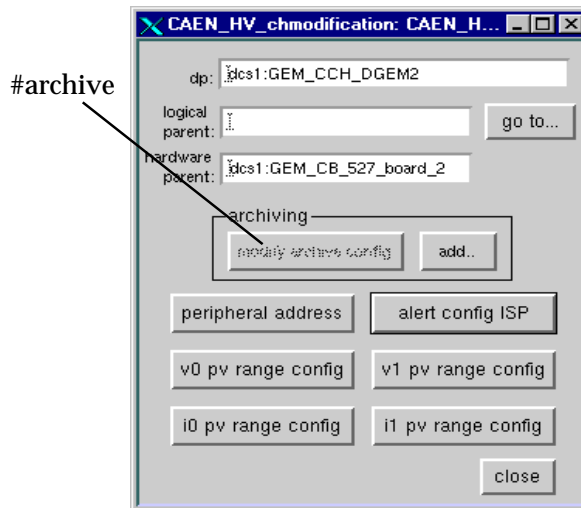 CAEN_HV_chmodification: CAEN_H...
#archive
dp: dcs1:GEM_CCH_DGEM2
logical
parent:
go to...
hardware
parent: dcs1:GEM_CB_527_board_2
archiving
modify archive config add..
peripheral address alert config ISP
v0 pv range config v1 pv range config
i0 pv range config i1 pv range config
close